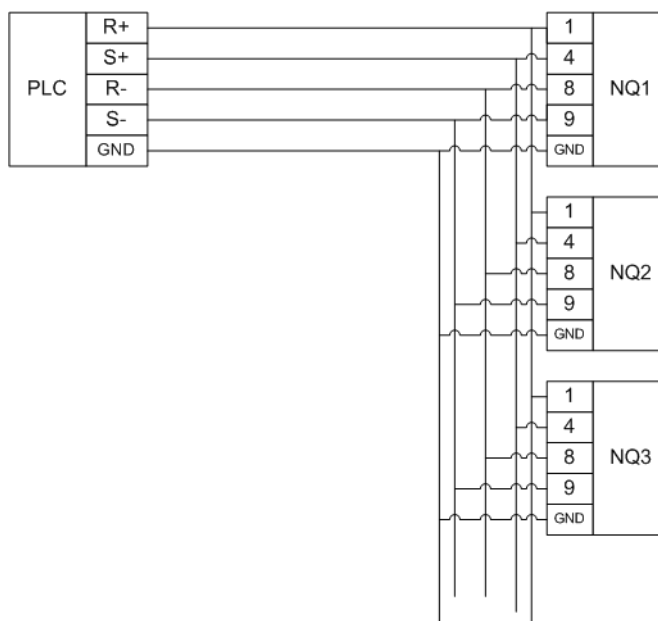 PLC
R+
S+
R-
S-
GND
1
4
8
9
GND
NQ1
1
4
8
9
GND
NQ2
1
4
8
9
GND
NQ3